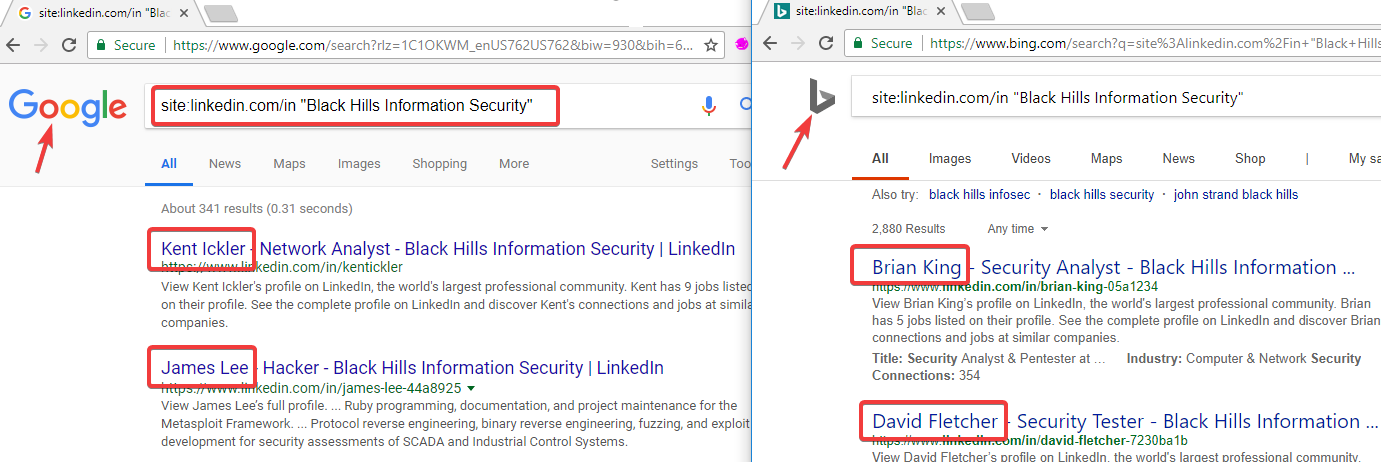 site:linkedin.com/in "Blac
Secure https://www.google.com/search?rlz=1C1OKWM_enUS762US762&biw=930&bih=6...
Google
site:linkedin.com/in "Black Hills Information Security"
All News Maps Images Shopping More Settings Too
About 341 results (0.31 seconds)
Kent Ickler - Network Analyst - Black Hills Information Security | LinkedIn
https://www.linkedin.com/in/kentickler
View Kent Ickler's profile on LinkedIn, the world's largest professional community. Kent has 9 jobs listed
on their profile. See the complete profile on LinkedIn and discover Kent's connections and jobs at similar
companies.
James Lee - Hacker - Black Hills Information Security | LinkedIn
https://www.linkedin.com/in/james-lee-44a8925
View James Lee's full profile. ... Ruby programming, documentation, and project maintenance for the
Metasploit Framework. ... Protocol reverse engineering, binary reverse engineering, fuzzing, and exploit
development for security assessments of SCADA and Industrial Control Systems.
site:linkedin.com/in "Blac
Secure https://www.bing.com/search?q=site%3Alinkedin.com%2Fin+"Black+Hills
site:linkedin.com/in "Black Hills Information Security"
All Images Videos Maps News Shop | My sa
Also try: black hills infosec · black hills security · john strand black hills
2,880 Results Any time
Brian King - Security Analyst - Black Hills Information ...
https://www.linkedin.com/in/brian-king-05a1234
View Brian King's profile on LinkedIn, the world's largest professional community. Brian
has 5 jobs listed on their profile. See the complete profile on LinkedIn and discover Brian
connections and jobs at similar companies.
Title: Security Analyst & Pentester at ... Industry: Computer & Network Security
Connections: 354
David Fletcher - Security Tester - Black Hills Information ...
https://www.linkedin.com/in/david-fletcher-7230ba1b
View David Fletcher's profile on LinkedIn, the world's largest professional community.